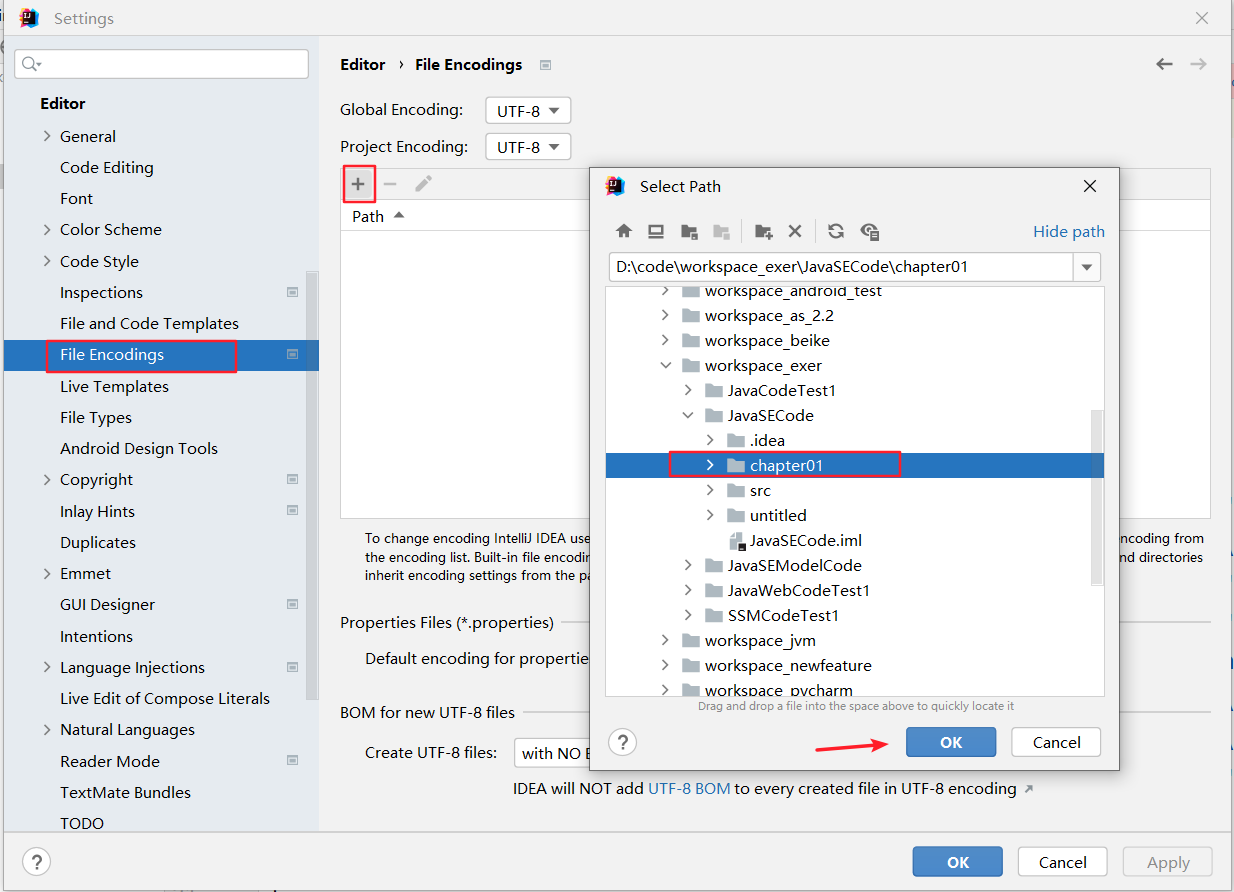 Settings
Editor › File Encodings
Global Encoding: UTF-8
Project Encoding: UTF-8
Path
Editor
General
Code Editing
Font
Color Scheme
Code Style
Inspections
File and Code Templates
File Encodings
Live Templates
File Types
Android Design Tools
Copyright
Inlay Hints
Duplicates
Emmet
GUI Designer
Intentions
Language Injections
Live Edit of Compose Literals
Natural Languages
Reader Mode
TextMate Bundles
TODO
Select Path
Hide path
D:\code\workspace_exer\JavaSECode\chapter01
workspace_android_test
workspace_as_2.2
workspace_beike
workspace_exer
JavaCodeTest1
JavaSECode
.idea
chapter01
src
untitled
JavaSECode.iml
JavaSEModelCode
JavaWebCodeTest1
SSMCodeTest1
workspace_jvm
workspace_newfeature
workspace_pycharm
Drag and drop a file into the space above to quickly locate it
? OK Cancel
To change encoding IntelliJ IDEA use ncoding from
the encoding list. Built-in file encodin nd directories
inherit encoding settings from the pa
Properties Files (*.properties)
Default encoding for propertie
BOM for new UTF-8 files
Create UTF-8 files: with NO
IDEA will NOT add UTF-8 BOM to every created file in UTF-8 encoding
? OK Cancel Apply